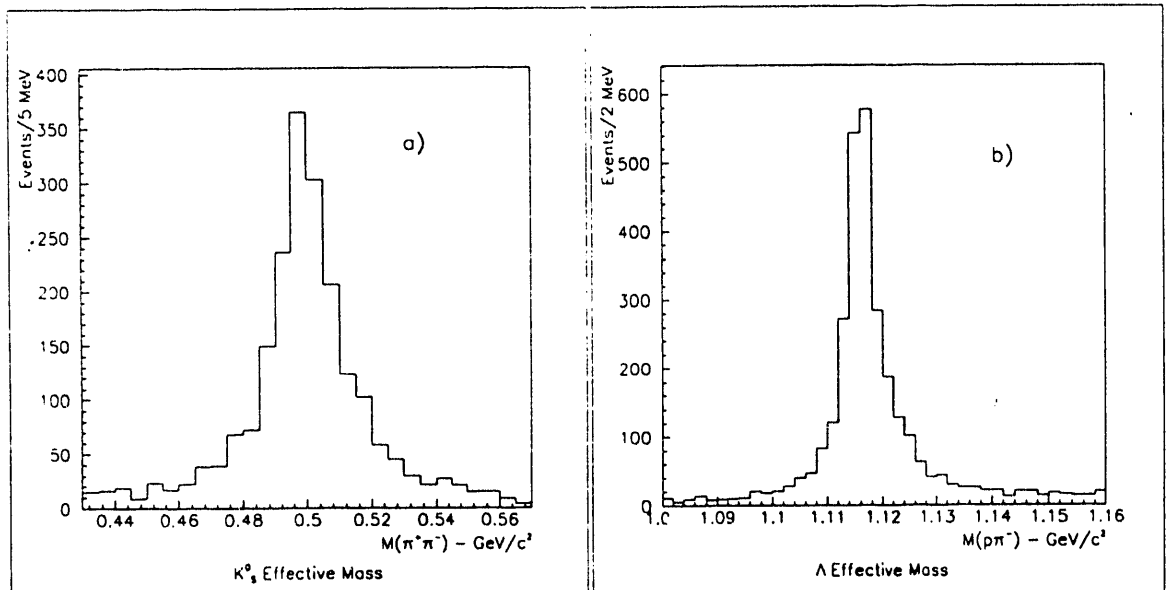 Events/5 MeV
400
350
300
250
200
150
100
50
0
0.44 0.46 0.48 0.5 0.52 0.54 0.56
M(π⁺π⁻) – GeV/c²
a)
K⁰ₛ Effective Mass
Events/2 MeV
600
500
400
300
200
100
0
1.0 1.09 1.1 1.11 1.12 1.13 1.14 1.15 1.16
M(pπ⁻) – GeV/c²
b)
Λ Effective Mass